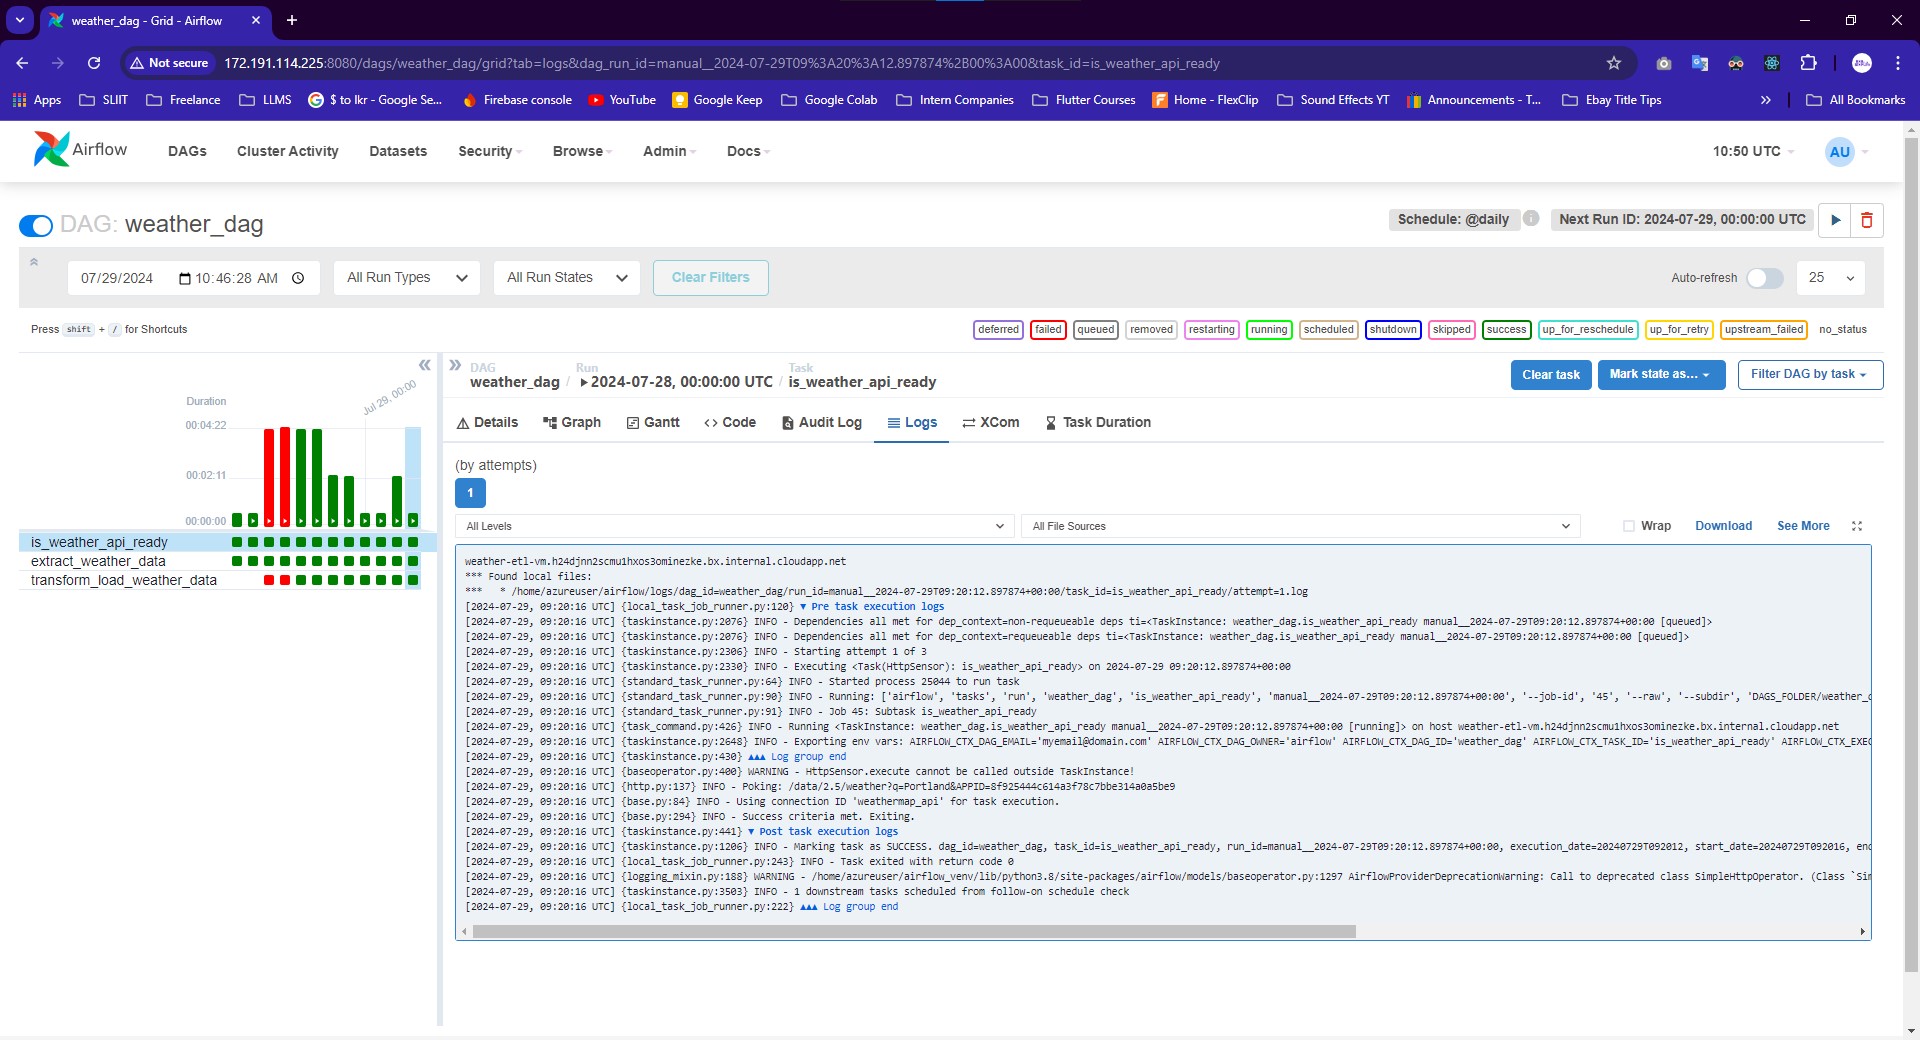 weather_dag - Grid - Airflow
Not secure 172.191.114.225:8080/dags/weather_dag/grid?tab=logs&dag_run_id=manual__2024-07-29T09%3A20%3A12.897874%2B00%3A00&task_id=is_weather_api_ready
Apps SLIIT Freelance LLMS $ to lkr - Google Se... Firebase console YouTube Google Keep Google Colab Intern Companies Flutter Courses Home - FlexClip Sound Effects YT Announcements - T... Ebay Title Tips All Bookmarks
Airflow DAGs Cluster Activity Datasets Security Browse Admin Docs 10:50 UTC AU
DAG: weather_dag Schedule: @daily Next Run ID: 2024-07-29, 00:00:00 UTC
07/29/2024 10:46:28 AM All Run Types All Run States Clear Filters Auto-refresh 25
Press shift + / for Shortcuts deferred failed queued removed restarting running scheduled shutdown skipped success up_for_reschedule up_for_retry upstream_failed no_status
DAG Run Task
weather_dag / 2024-07-28, 00:00:00 UTC / is_weather_api_ready Clear task Mark state as... Filter DAG by task
Jul 29, 00:00
Duration
00:04:22
00:02:11
00:00:00
is_weather_api_ready
extract_weather_data
transform_load_weather_data
Details Graph Gantt Code Audit Log Logs XCom Task Duration
(by attempts)
1
All Levels All File Sources Wrap Download See More
weather-etl-vm.h24djnn2scmu1hxos3ominezke.bx.internal.cloudapp.net
*** Found local files:
***   * /home/azureuser/airflow/logs/dag_id=weather_dag/run_id=manual__2024-07-29T09:20:12.897874+00:00/task_id=is_weather_api_ready/attempt=1.log
[2024-07-29, 09:20:16 UTC] {local_task_job_runner.py:120} ▼ Pre task execution logs
[2024-07-29, 09:20:16 UTC] {taskinstance.py:2076} INFO - Dependencies all met for dep_context=non-requeueable deps ti=<TaskInstance: weather_dag.is_weather_api_ready manual__2024-07-29T09:20:12.897874+00:00 [queued]>
[2024-07-29, 09:20:16 UTC] {taskinstance.py:2076} INFO - Dependencies all met for dep_context=requeueable deps ti=<TaskInstance: weather_dag.is_weather_api_ready manual__2024-07-29T09:20:12.897874+00:00 [queued]>
[2024-07-29, 09:20:16 UTC] {taskinstance.py:2306} INFO - Starting attempt 1 of 3
[2024-07-29, 09:20:16 UTC] {taskinstance.py:2330} INFO - Executing <Task(HttpSensor): is_weather_api_ready> on 2024-07-29 09:20:12.897874+00:00
[2024-07-29, 09:20:16 UTC] {standard_task_runner.py:64} INFO - Started process 25044 to run task
[2024-07-29, 09:20:16 UTC] {standard_task_runner.py:90} INFO - Running: ['airflow', 'tasks', 'run', 'weather_dag', 'is_weather_api_ready', 'manual__2024-07-29T09:20:12.897874+00:00', '--job-id', '45', '--raw', '--subdir', 'DAGS_FOLDER/weather_
[2024-07-29, 09:20:16 UTC] {standard_task_runner.py:91} INFO - Job 45: Subtask is_weather_api_ready
[2024-07-29, 09:20:16 UTC] {task_command.py:426} INFO - Running <TaskInstance: weather_dag.is_weather_api_ready manual__2024-07-29T09:20:12.897874+00:00 [running]> on host weather-etl-vm.h24djnn2scmu1hxos3ominezke.bx.internal.cloudapp.net
[2024-07-29, 09:20:16 UTC] {taskinstance.py:2648} INFO - Exporting env vars: AIRFLOW_CTX_DAG_EMAIL='myemail@domain.com' AIRFLOW_CTX_DAG_OWNER='airflow' AIRFLOW_CTX_DAG_ID='weather_dag' AIRFLOW_CTX_TASK_ID='is_weather_api_ready' AIRFLOW_CTX_EXEC
[2024-07-29, 09:20:16 UTC] {taskinstance.py:430} ▲▲▲ Log group end
[2024-07-29, 09:20:16 UTC] {baseoperator.py:400} WARNING - HttpSensor.execute cannot be called outside TaskInstance!
[2024-07-29, 09:20:16 UTC] {http.py:137} INFO - Poking: /data/2.5/weather?q=Portland&APPID=8f925444c614a3f78c7bbe314a0a5be9
[2024-07-29, 09:20:16 UTC] {base.py:84} INFO - Using connection ID 'weathermap_api' for task execution.
[2024-07-29, 09:20:16 UTC] {base.py:294} INFO - Success criteria met. Exiting.
[2024-07-29, 09:20:16 UTC] {taskinstance.py:441} ▼ Post task execution logs
[2024-07-29, 09:20:16 UTC] {taskinstance.py:1206} INFO - Marking task as SUCCESS. dag_id=weather_dag, task_id=is_weather_api_ready, run_id=manual__2024-07-29T09:20:12.897874+00:00, execution_date=20240729T092012, start_date=20240729T092016, end
[2024-07-29, 09:20:16 UTC] {local_task_job_runner.py:243} INFO - Task exited with return code 0
[2024-07-29, 09:20:16 UTC] {logging_mixin.py:188} WARNING - /home/azureuser/airflow_venv/lib/python3.8/site-packages/airflow/models/baseoperator.py:1297 AirflowProviderDeprecationWarning: Call to deprecated class SimpleHttpOperator. (Class `Sim
[2024-07-29, 09:20:16 UTC] {taskinstance.py:3503} INFO - 1 downstream tasks scheduled from follow-on schedule check
[2024-07-29, 09:20:16 UTC] {local_task_job_runner.py:222} ▲▲▲ Log group end